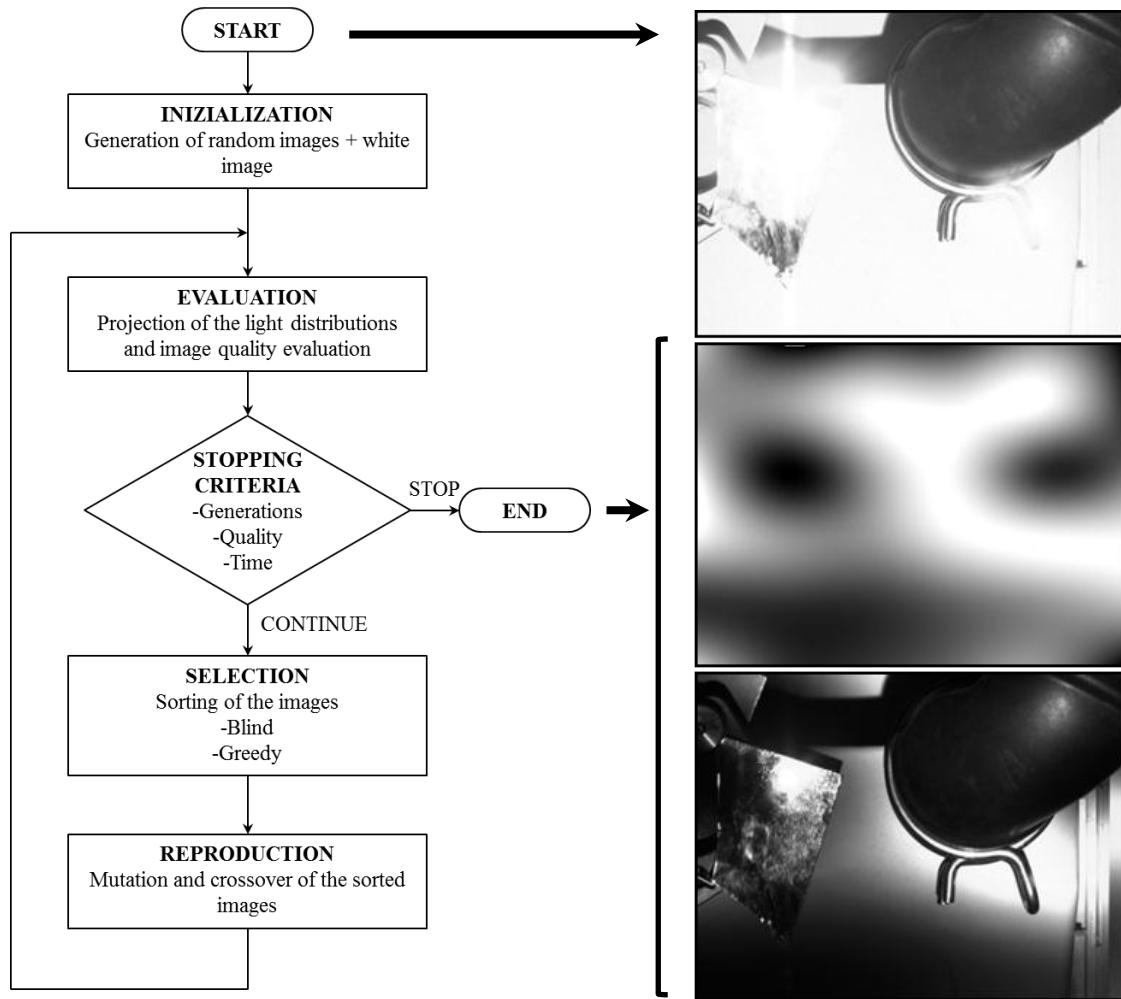 START
INIZIALIZATION
Generation of random images + white
image
EVALUATION
Projection of the light distributions
and image quality evaluation
STOPPING
CRITERIA
-Generations
-Quality
-Time
STOP
END
CONTINUE
SELECTION
Sorting of the images
-Blind
-Greedy
REPRODUCTION
Mutation and crossover of the sorted
images